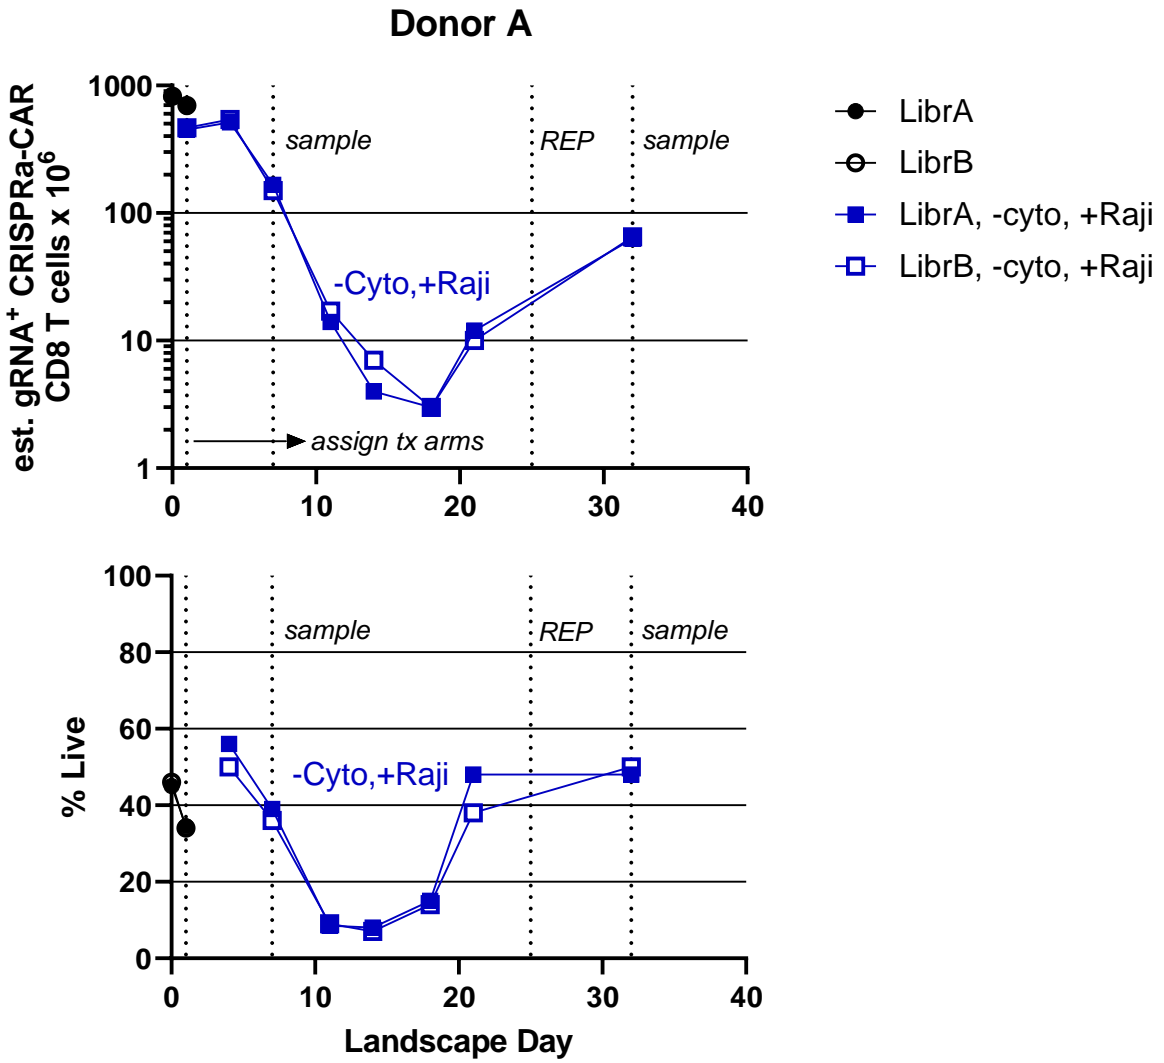 Donor A
est. gRNA+ CRISPRa-CAR
CD8 T cells x 10^6
1000
100
10
1
0 10 20 30 40
sample
REP
sample
-Cyto,+Raji
assign tx arms
LibrA
LibrB
LibrA, -cyto, +Raji
LibrB, -cyto, +Raji
% Live
100
80
60
40
20
0
sample
REP
sample
-Cyto,+Raji
0 10 20 30 40
Landscape Day